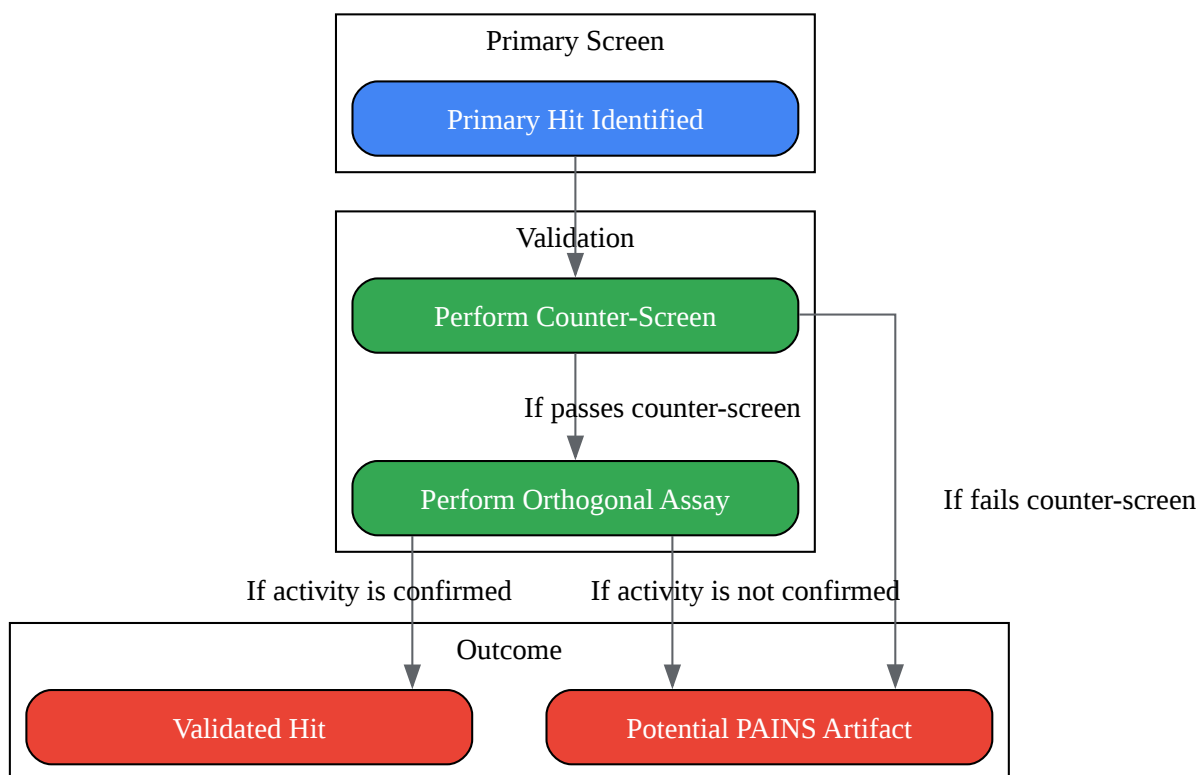 Primary Screen
Primary Hit Identified
Validation
Perform Counter-Screen
If passes counter-screen
Perform Orthogonal Assay
If fails counter-screen
If activity is confirmed
If activity is not confirmed
Outcome
Validated Hit
Potential PAINS Artifact